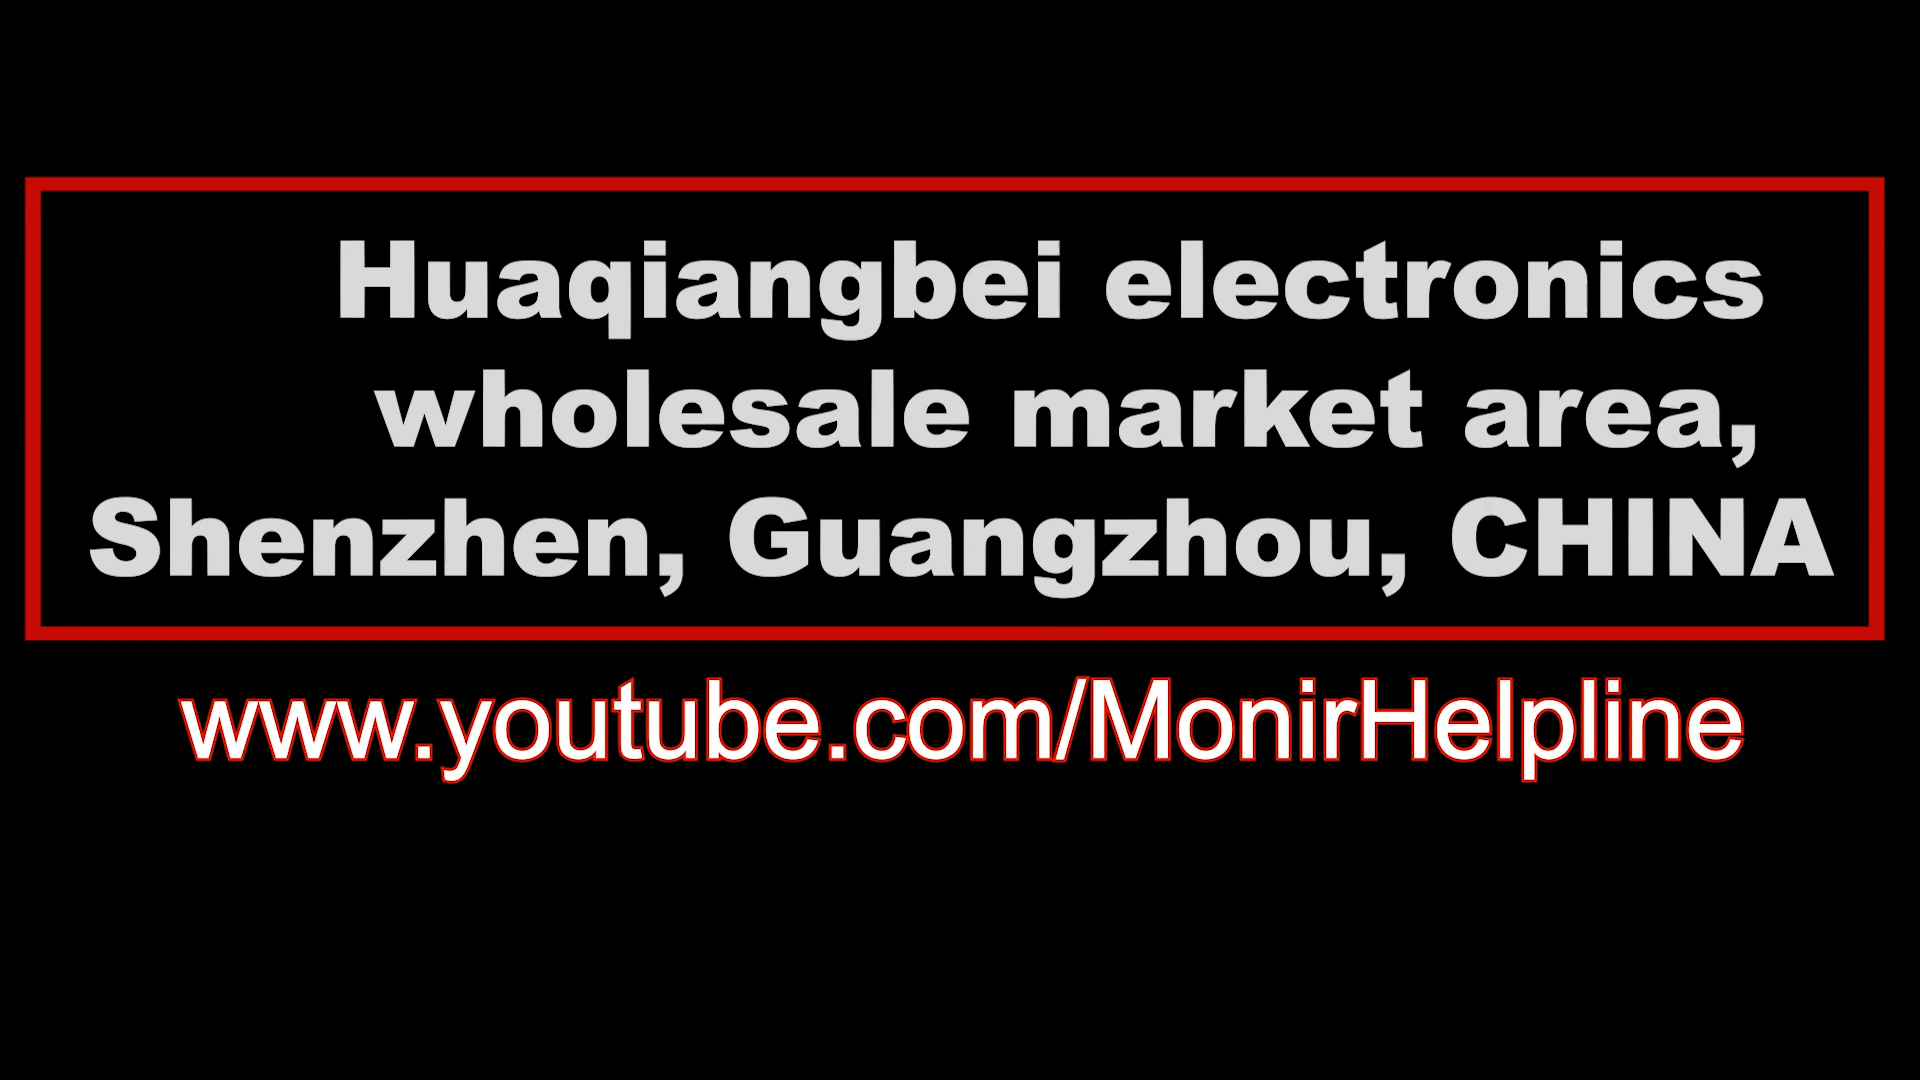 Huaqiangbei electronics
wholesale market area,
Shenzhen, Guangzhou, CHINA
www.youtube.com/MonirHelpline